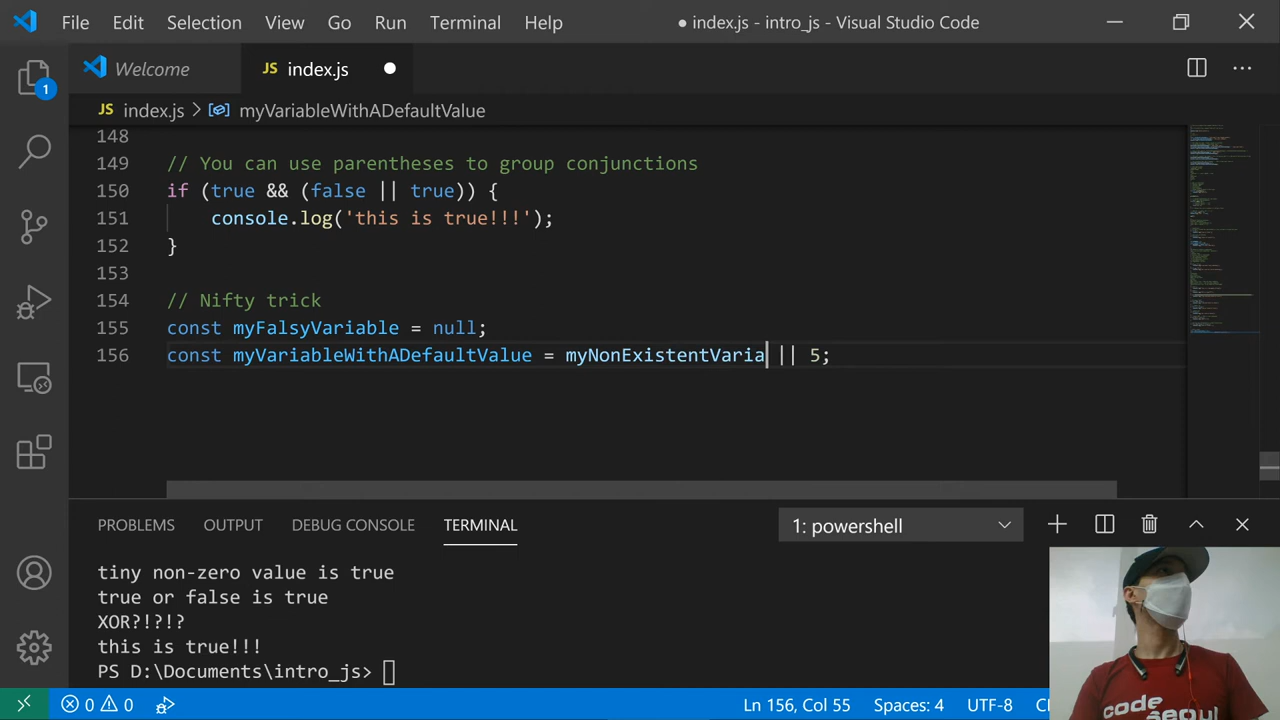 File Edit Selection View Go Run Terminal Help ● index.js - intro_js - Visual Studio Code
Welcome JS index.js ●
JS index.js > myVariableWithADefaultValue
1
148
149 // You can use parentheses to group conjunctions
150 if (true && (false || true)) {
151 console.log('this is true!!!');
152 }
153
154 // Nifty trick
155 const myFalsyVariable = null;
156 const myVariableWithADefaultValue = myNonExistentVaria || 5;
PROBLEMS OUTPUT DEBUG CONSOLE TERMINAL 1: powershell
tiny non-zero value is true
true or false is true
XOR?!?!?
this is true!!!
PS D:\Documents\intro_js>
0 0 Ln 156, Col 55 Spaces: 4 UTF-8
code